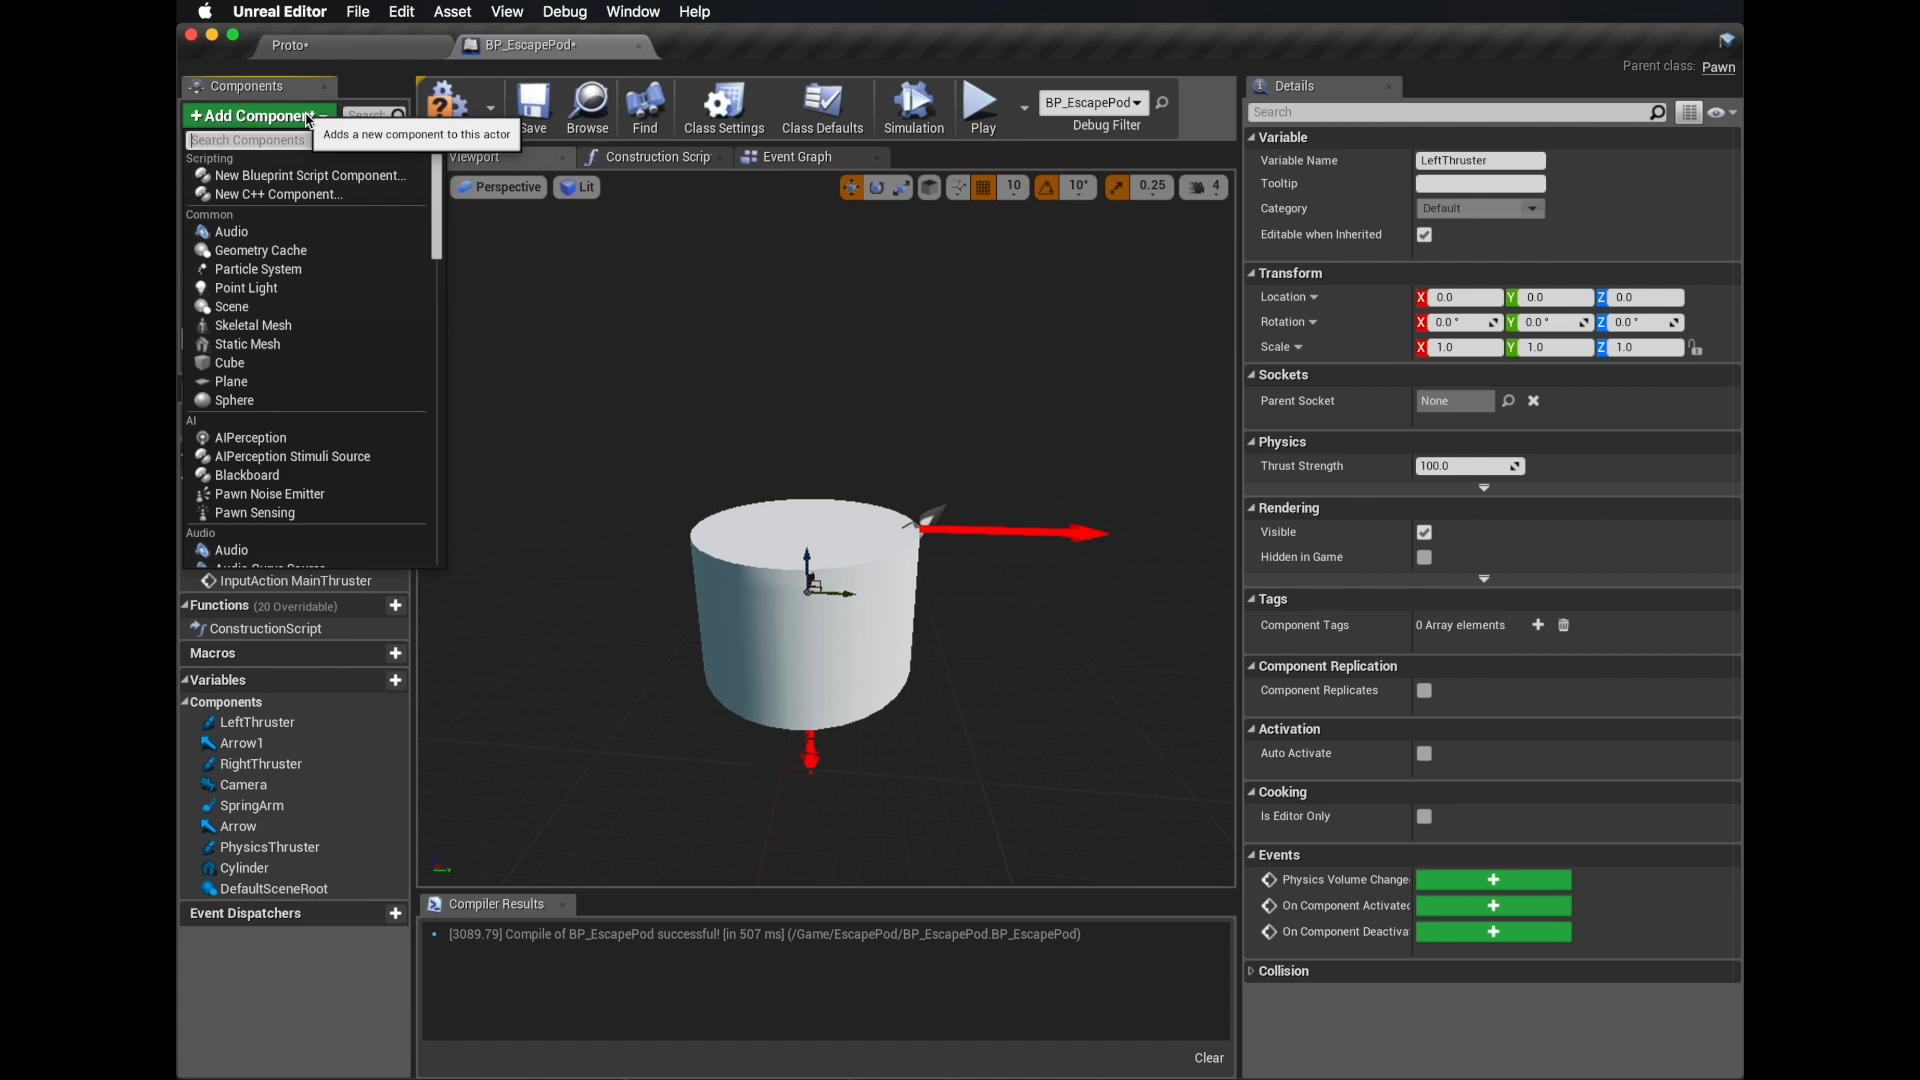 Unreal Editor File Edit Asset View Debug Window Help
Proto*
BP_EscapePod*
Parent class: Pawn
Components
+Add Component
Search
Adds a new component to this actor
Search Components
Scripting
New Blueprint Script Component...
New C++ Component...
Common
Audio
Geometry Cache
Particle System
Point Light
Scene
Skeletal Mesh
Static Mesh
Cube
Plane
Sphere
AI
AIPerception
AIPerception Stimuli Source
Blackboard
Pawn Noise Emitter
Pawn Sensing
Audio
Audio
InputAction MainThruster
Functions (20 Overridable)
ConstructionScript
Macros
Variables
Components
LeftThruster
Arrow1
RightThruster
Camera
SpringArm
Arrow
PhysicsThruster
Cylinder
DefaultSceneRoot
Event Dispatchers
Browse
Find
Class Settings
Class Defaults
Simulation
Play
BP_EscapePod
Debug Filter
Viewport
Construction Scrip
Event Graph
Perspective
Lit
10
10°
0.25
4
Compiler Results
[3089.79] Compile of BP_EscapePod successful! [in 507 ms] (/Game/EscapePod/BP_EscapePod.BP_EscapePod)
Clear
Details
Search
Variable
Variable Name LeftThruster
Tooltip
Category Default
Editable when Inherited
Transform
Location X 0.0 Y 0.0 Z 0.0
Rotation X 0.0 ° Y 0.0 ° Z 0.0 °
Scale X 1.0 Y 1.0 Z 1.0
Sockets
Parent Socket None
Physics
Thrust Strength 100.0
Rendering
Visible
Hidden in Game
Tags
Component Tags 0 Array elements
Component Replication
Component Replicates
Activation
Auto Activate
Cooking
Is Editor Only
Events
Physics Volume Change
On Component Activated
On Component Deactiva
Collision